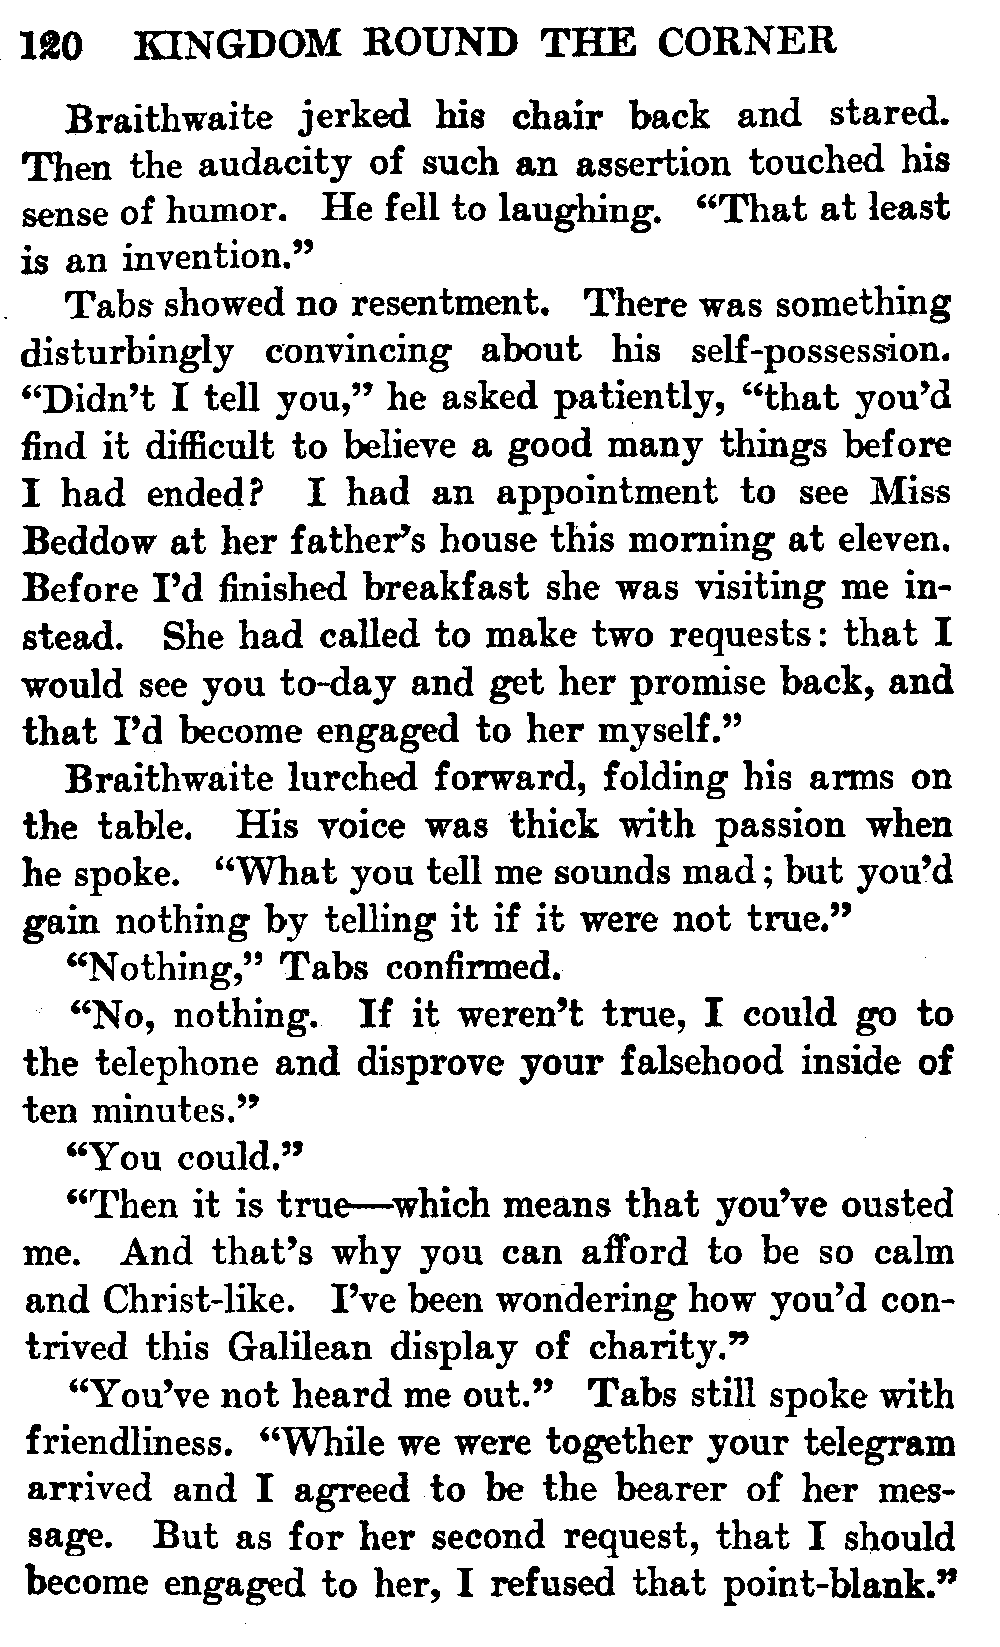 120 KINGDOM ROUND THE CORNER
Braithwaite jerked his chair back and stared.
Then the audacity of such an assertion touched his
sense of humor. He fell to laughing. “That at least
is an invention.”
Tabs showed no resentment. There was something
disturbingly convincing about his self-possession.
“Didn’t I tell you,” he asked patiently, “that you’d
find it difficult to believe a good many things before
I had ended? I had an appointment to see Miss
Beddow at her father’s house this morning at eleven.
Before I’d finished breakfast she was visiting me in-
stead. She had called to make two requests: that I
would see you to-day and get her promise back, and
that I’d become engaged to her myself.”
Braithwaite lurched forward, folding his arms on
the table. His voice was thick with passion when
he spoke. “What you tell me sounds mad; but you’d
gain nothing by telling it if it were not true.”
“Nothing,” Tabs confirmed.
“No, nothing. If it weren’t true, I could go to
the telephone and disprove your falsehood inside of
ten minutes.”
“You could.”
“Then it is true—which means that you’ve ousted
me. And that’s why you can afford to be so calm
and Christ-like. I’ve been wondering how you’d con-
trived this Galilean display of charity.”
“You’ve not heard me out.” Tabs still spoke with
friendliness. “While we were together your telegram
arrived and I agreed to be the bearer of her mes-
sage. But as for her second request, that I should
become engaged to her, I refused that point-blank.”